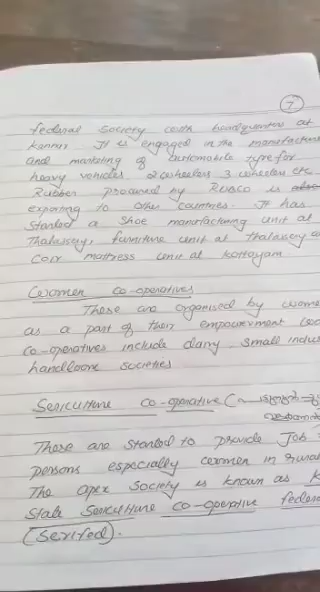 7
federal society with headquarters at
Kannur. It is engaged in the manufacture
and marketing of automobile tyre for
heavy vehicles, 2 wheelers 3 wheelers etc.
Rubber procured by Rubco is also
exporting to other countries. It has
Started a Shoe manufacturing unit at
Thalassery, furniture unit at thalassery a
Coir mattress unit at kottayam
Women co-operatives
These are organised by wome
as a part of their empowerment
Co-operatives include dairy, small indus
handloom societies
Sericulture co-operative (
These are started to provide Job
persons especially women in rural
The apex Society is known as K
State Sericulture co-operative federa
(Serifed).